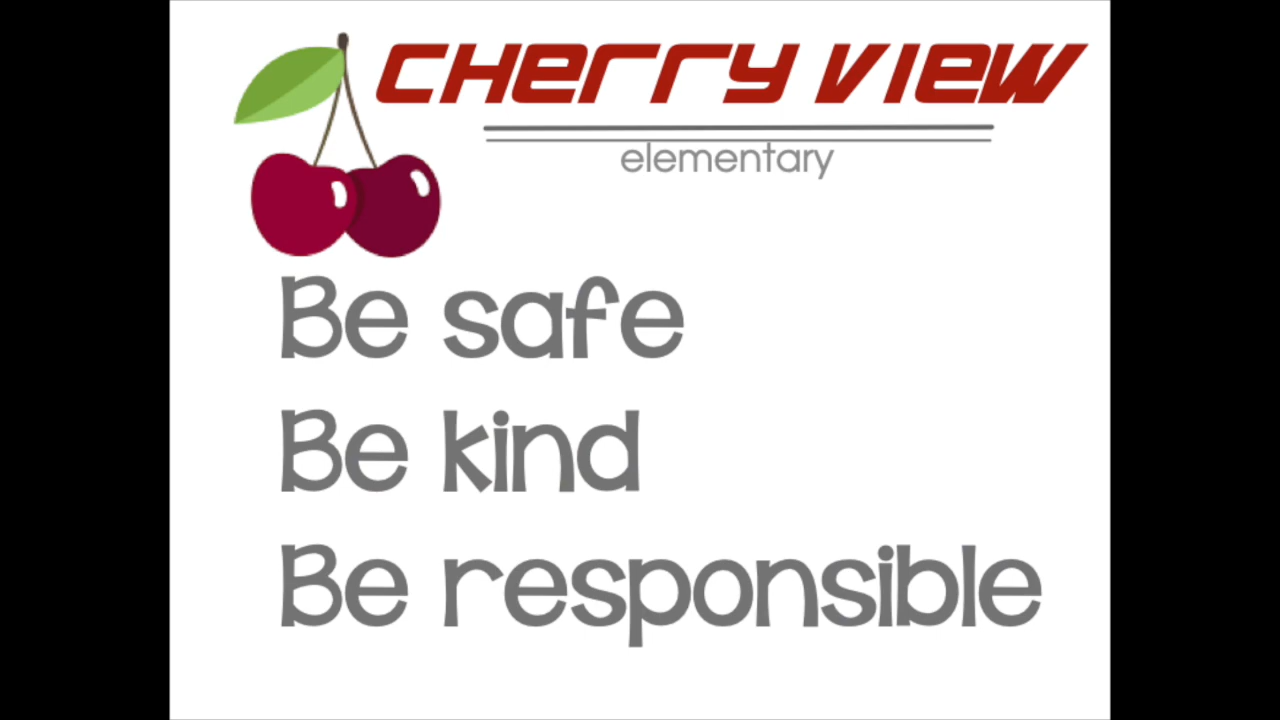 CHERRY VIEW
elementary
Be safe
Be kind
Be responsible